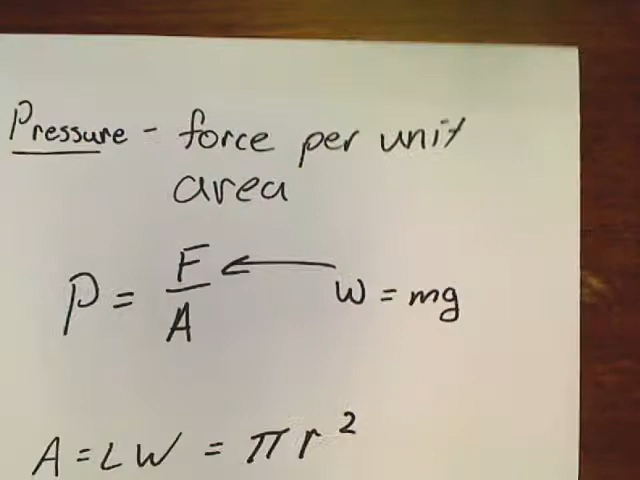 Pressure - force per unit
area
P = F/A ← w = mg
A = LW = πr²